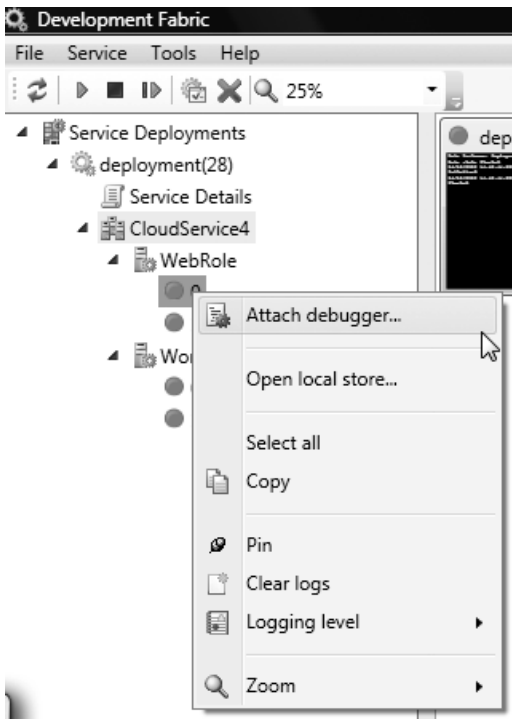 Development Fabric
File Service Tools Help
25%
Service Deployments
deployment(28)
Service Details
CloudService4
WebRole
0
Attach debugger...
Open local store...
Select all
Copy
Pin
Clear logs
Logging level
Zoom